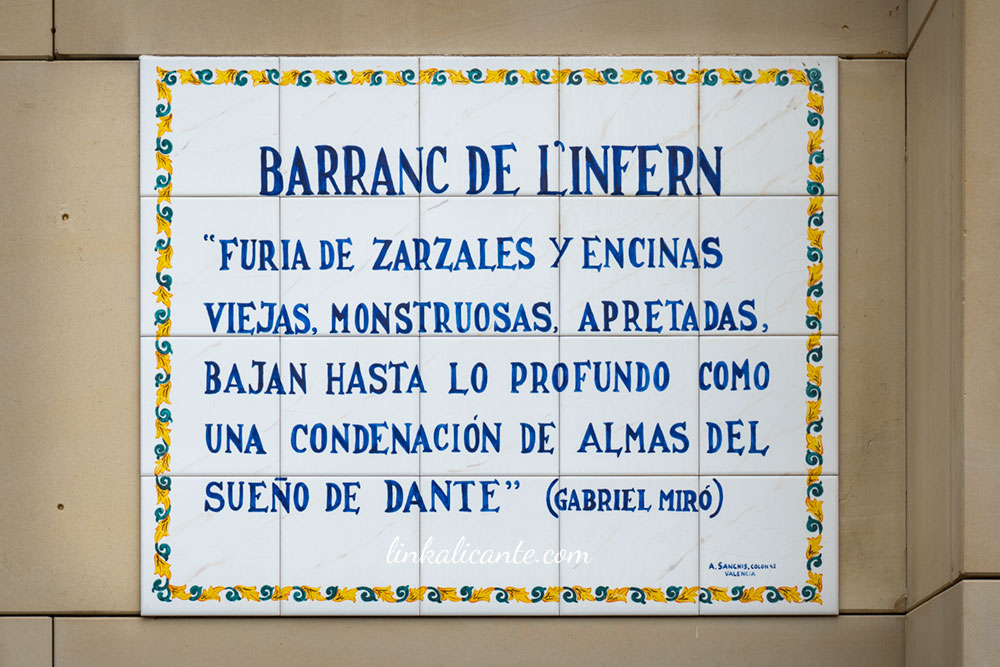 BARRANC DE L'INFERN
“FURIA DE ZARZALES Y ENCINAS
VIEJAS, MONSTRUOSAS, APRETADAS,
BAJAN HASTA LO PROFUNDO COMO
UNA CONDENACIÓN DE ALMAS DEL
SUEÑO DE DANTE” (GABRIEL MIRÓ)
linkalicante.com
A. SANCHIS, COLON 42
VALENCIA